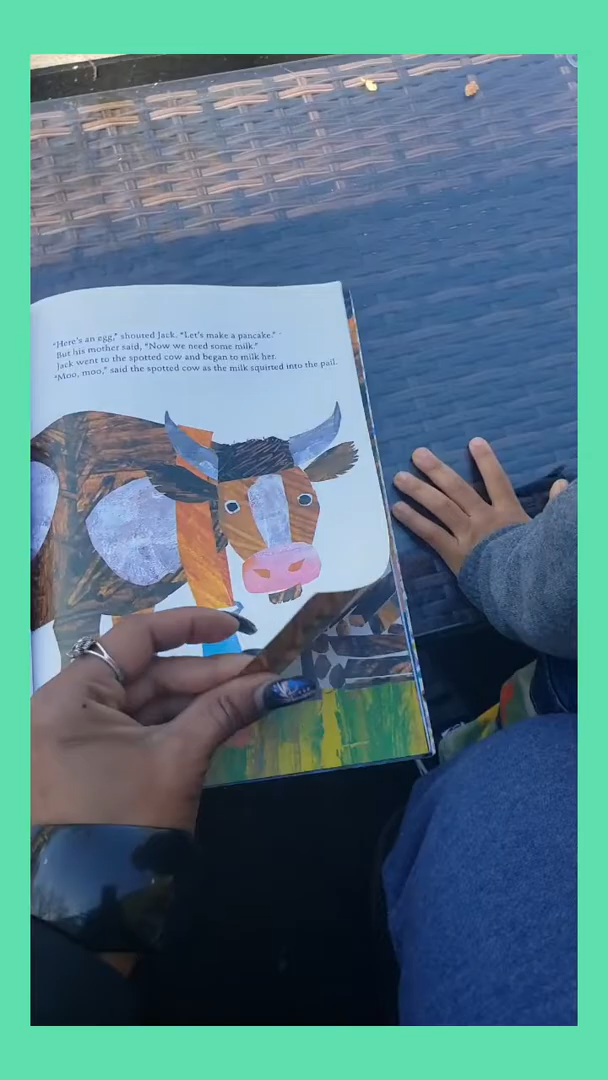 "Here's an egg," shouted Jack. "Let's make a pancake."
But his mother said, "Now we need some milk."
Jack went to the spotted cow and began to milk her.
"Moo, moo," said the spotted cow as the milk squirted into the pail.